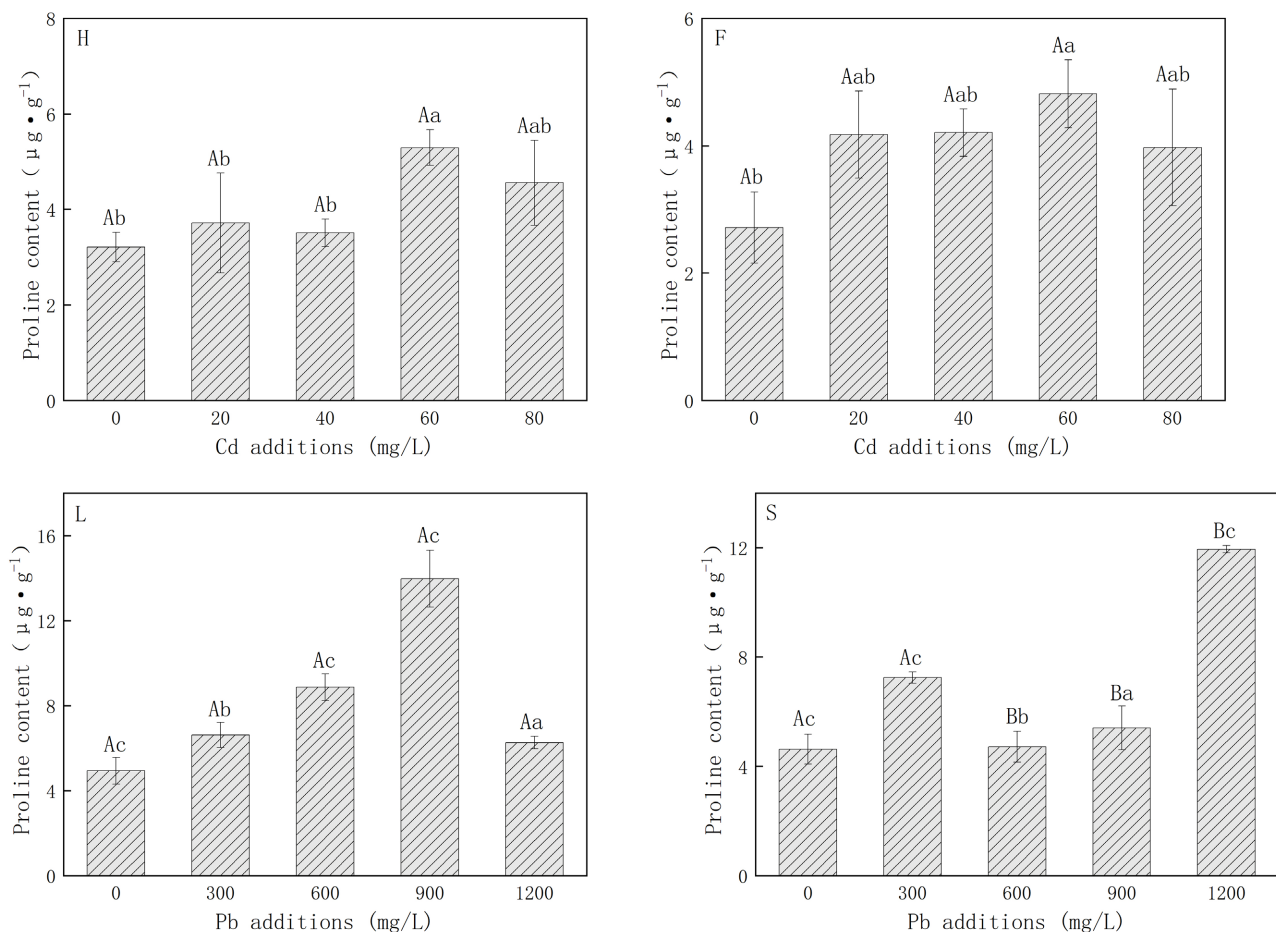 H
8
6
4
2
0
Proline content ( μg•g⁻¹)
Ab
Ab
Ab
Aa
Aab
0 20 40 60 80
Cd additions (mg/L)
F
6
4
2
0
Proline content ( μg•g⁻¹)
Ab
Aab
Aab
Aa
Aab
0 20 40 60 80
Cd additions (mg/L)
L
16
12
8
4
0
Proline content ( μg•g⁻¹)
Ac
Ab
Ac
Ac
Aa
0 300 600 900 1200
Pb additions (mg/L)
S
12
8
4
0
Proline content ( μg•g⁻¹)
Ac
Ac
Bb
Ba
Bc
0 300 600 900 1200
Pb additions (mg/L)